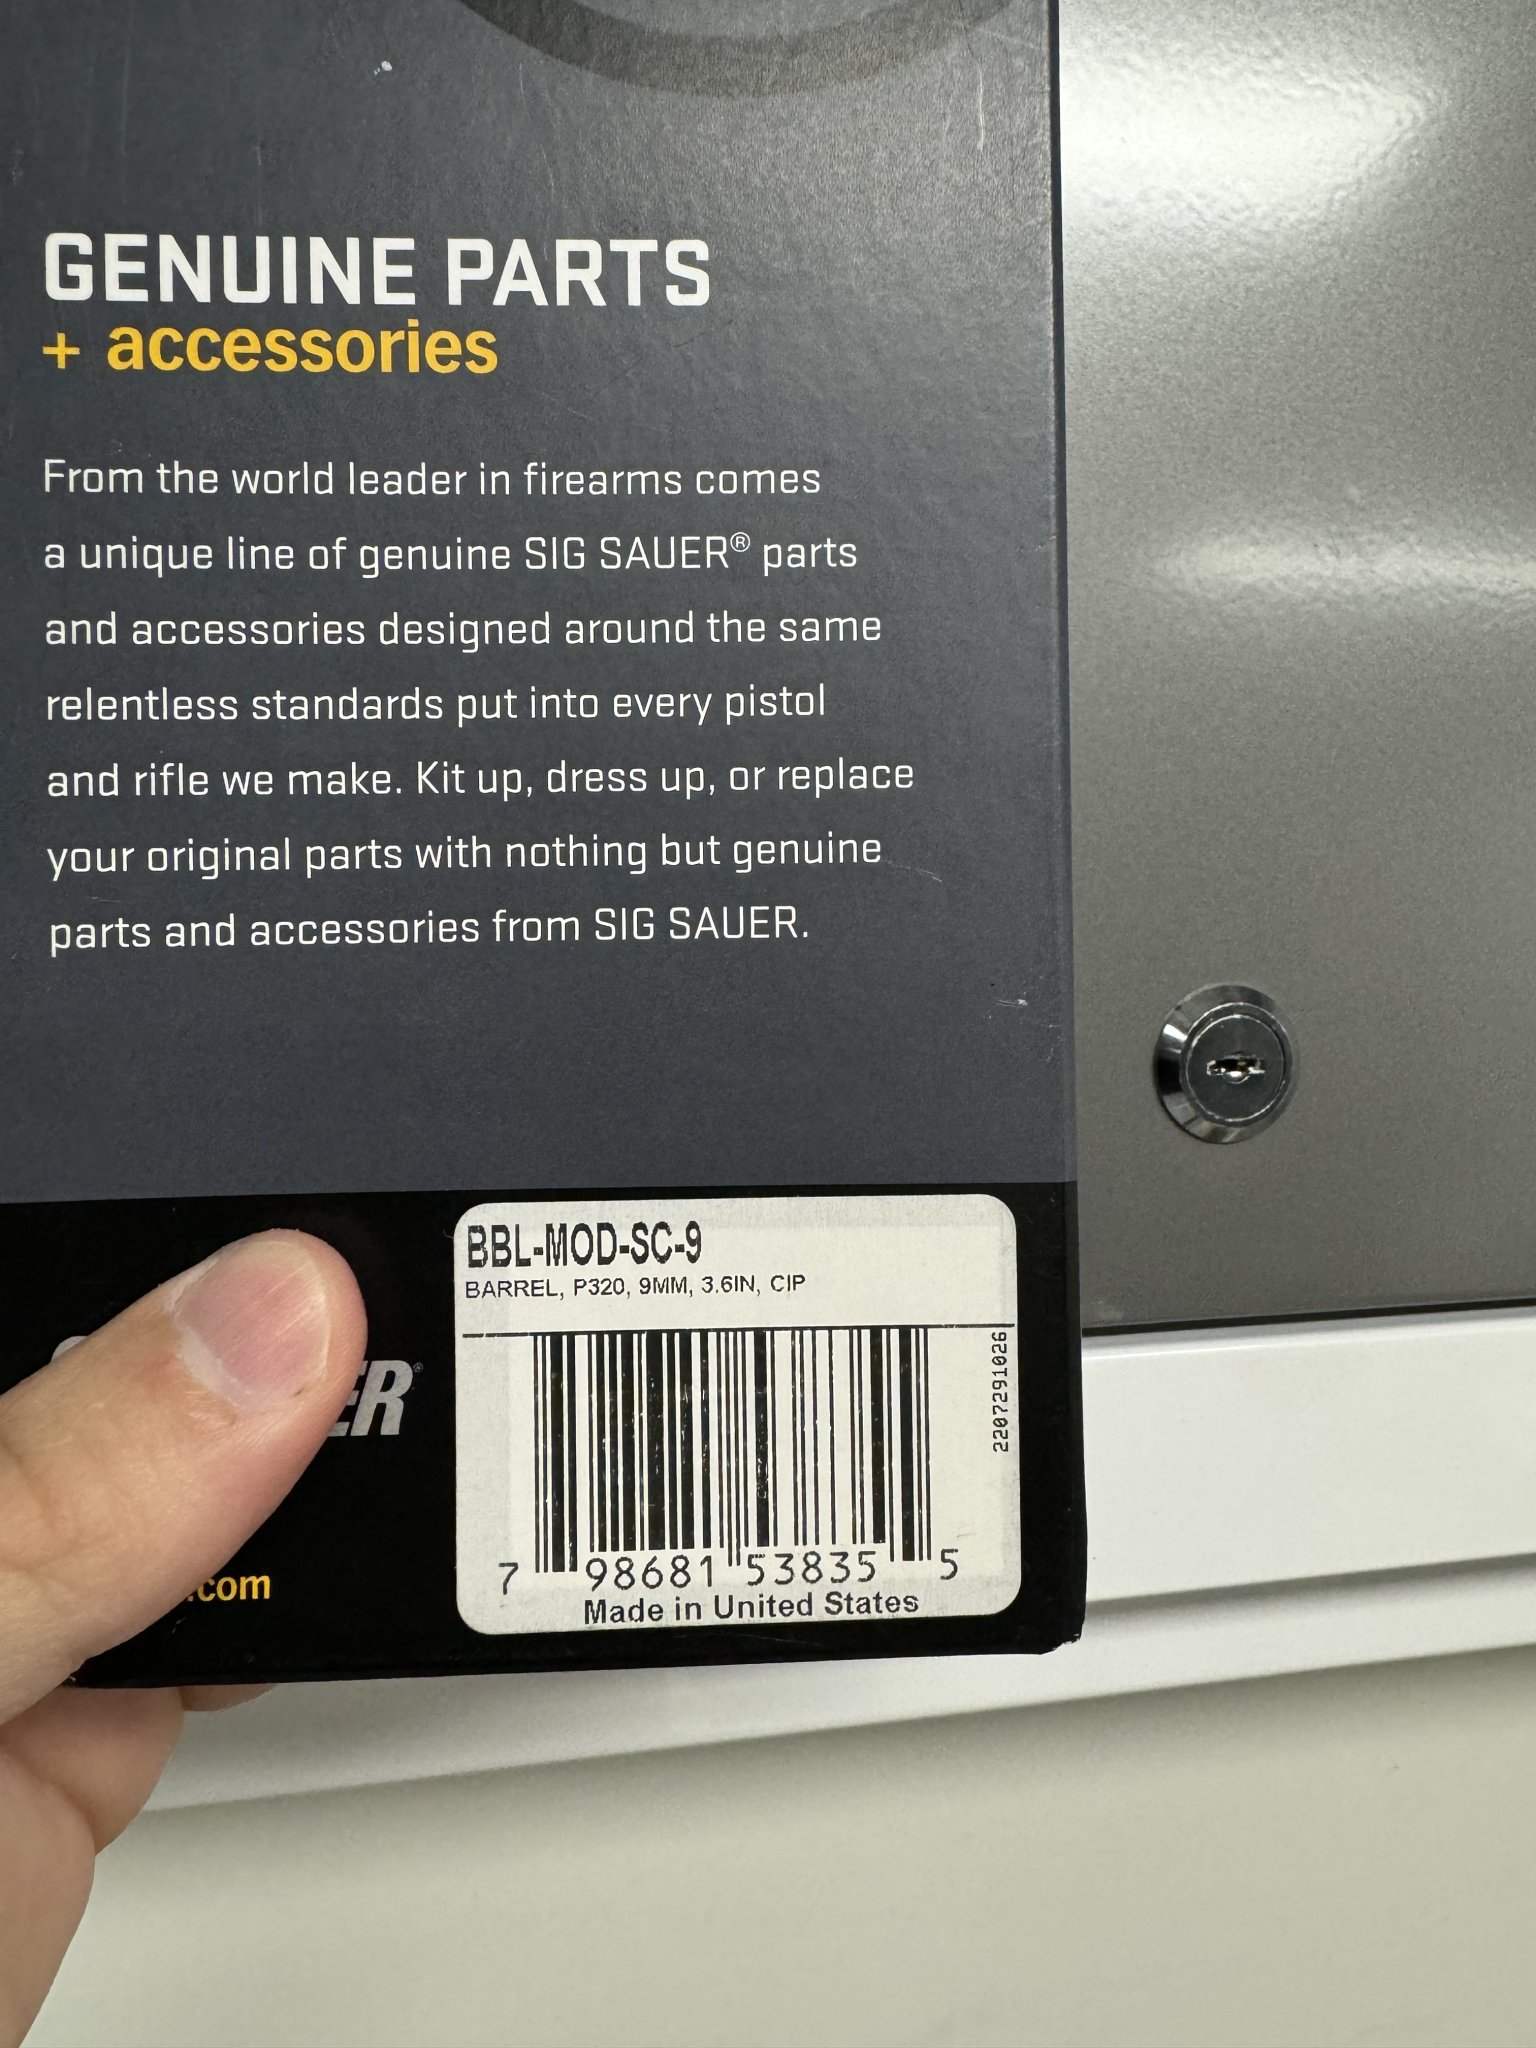 GENUINE PARTS
+ accessories
From the world leader in firearms comes
a unique line of genuine SIG SAUER® parts
and accessories designed around the same
relentless standards put into every pistol
and rifle we make. Kit up, dress up, or replace
your original parts with nothing but genuine
parts and accessories from SIG SAUER.
BBL-MOD-SC-9
BARREL, P320, 9MM, 3.6IN, CIP
2207291026
7 98681 53835 5
Made in United States
ER®
.com